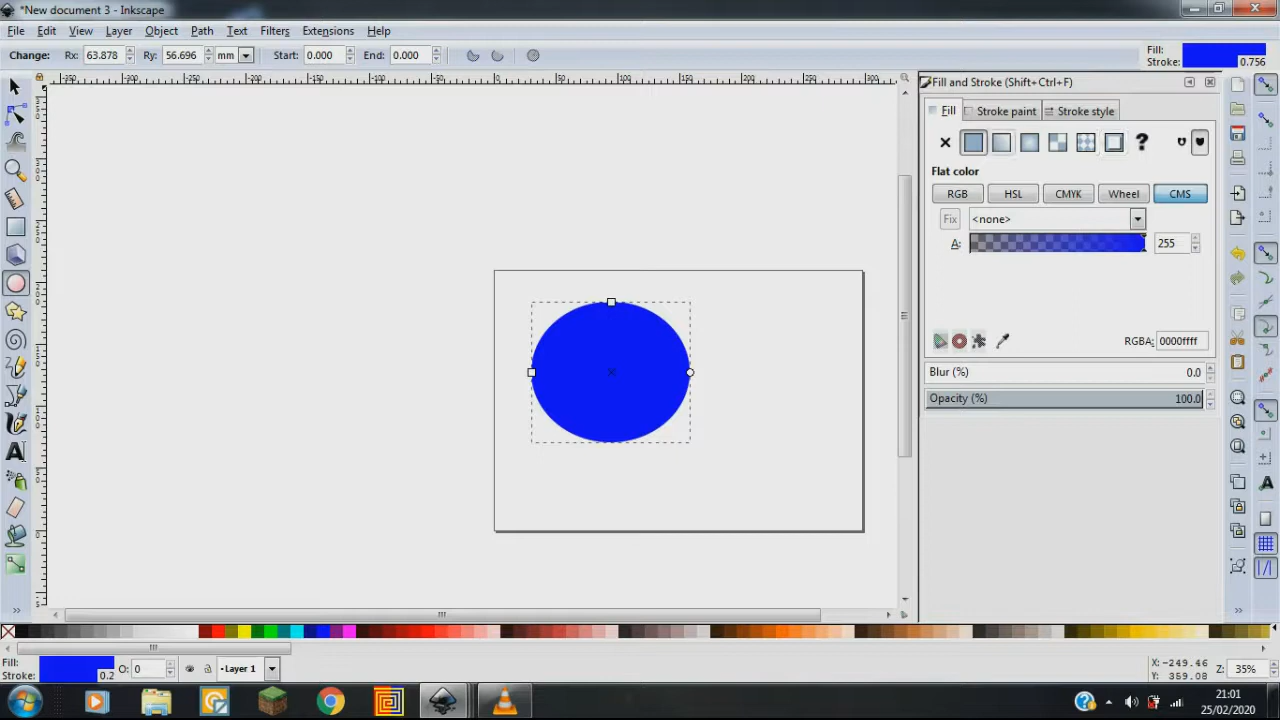 *New document 3 - Inkscape
File Edit View Layer Object Path Text Filters Extensions Help
Change: Rx: 63.878 Ry: 56.696 mm Start: 0.000 End: 0.000
Fill:
Stroke: 0.756
Fill and Stroke (Shift+Ctrl+F)
Fill Stroke paint Stroke style
Flat color
RGB HSL CMYK Wheel CMS
Fix <none>
A: 255
RGBA: 0000ffff
Blur (%) 0.0
Opacity (%) 100.0
Fill:
Stroke: 0.2
O: 0
Layer 1
X: -249.46
Y: 359.08
Z: 35%
21:01
25/02/2020